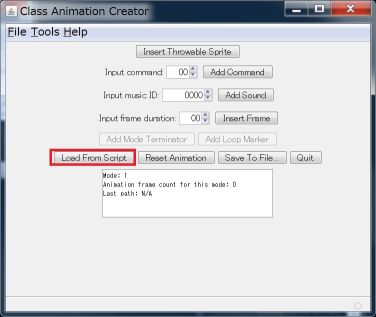 Class Animation Creator
File Tools Help
Insert Throwable Sprite
Input command: 00 Add Command
Input music ID: 0000 Add Sound
Input frame duration: 00 Insert Frame
Add Mode Terminator Add Loop Marker
Load From Script Reset Animation Save To File... Quit
Mode: 1
Animation frame count for this mode: 0
Last path: N/A